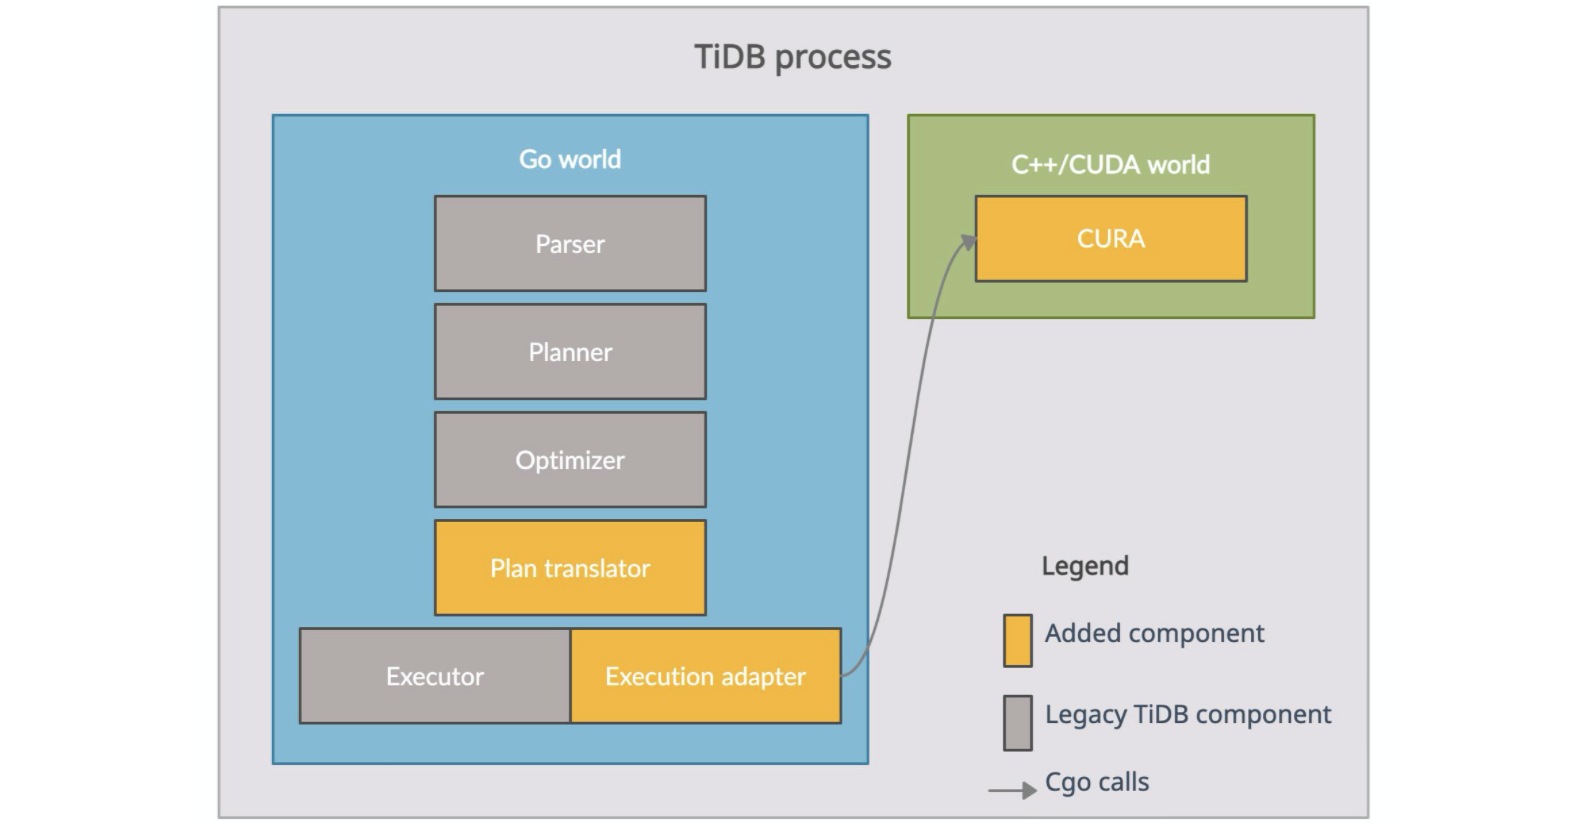 TiDB process
Go world
Parser
Planner
Optimizer
Plan translator
Executor
Execution adapter
C++/CUDA world
CURA
Legend
Added component
Legacy TiDB component
Cgo calls